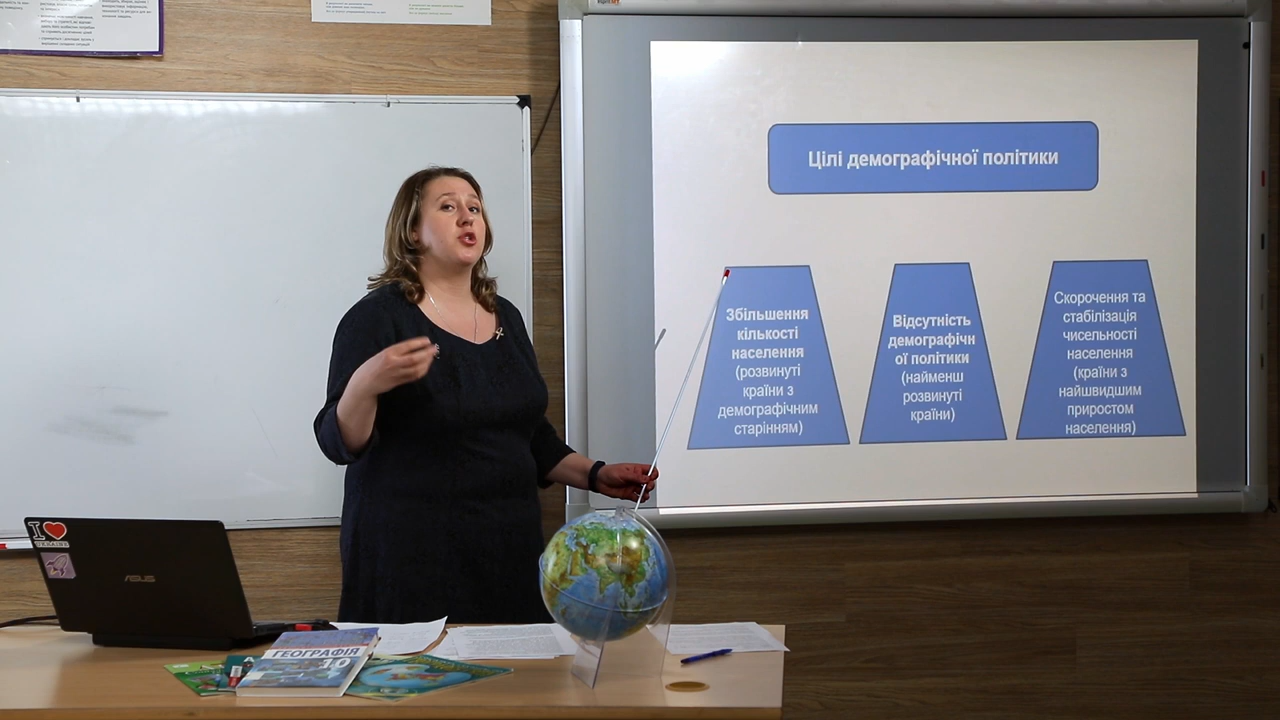 Цілі демографічної політики
Збільшення
кількості
населення
(розвинуті
країни з
демографічним
старінням)
Відсутність
демографічн
ої політики
(найменш
розвинуті
країни)
Скорочення та
стабілізація
чисельності
населення
(країни з
найшвидшим
приростом
населення)
I
UKRAINE
ASUS
ГЕОГРАФІЯ
10